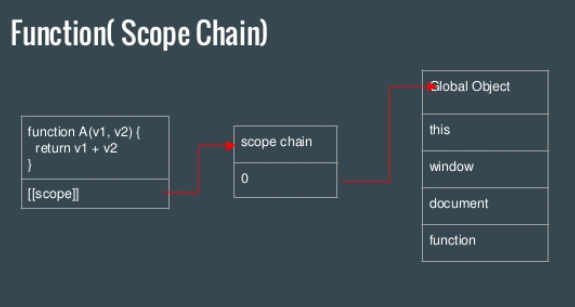 Function( Scope Chain)
function A(v1, v2) {
return v1 + v2
}
[[scope]]
scope chain
0
Global Object
this
window
document
function